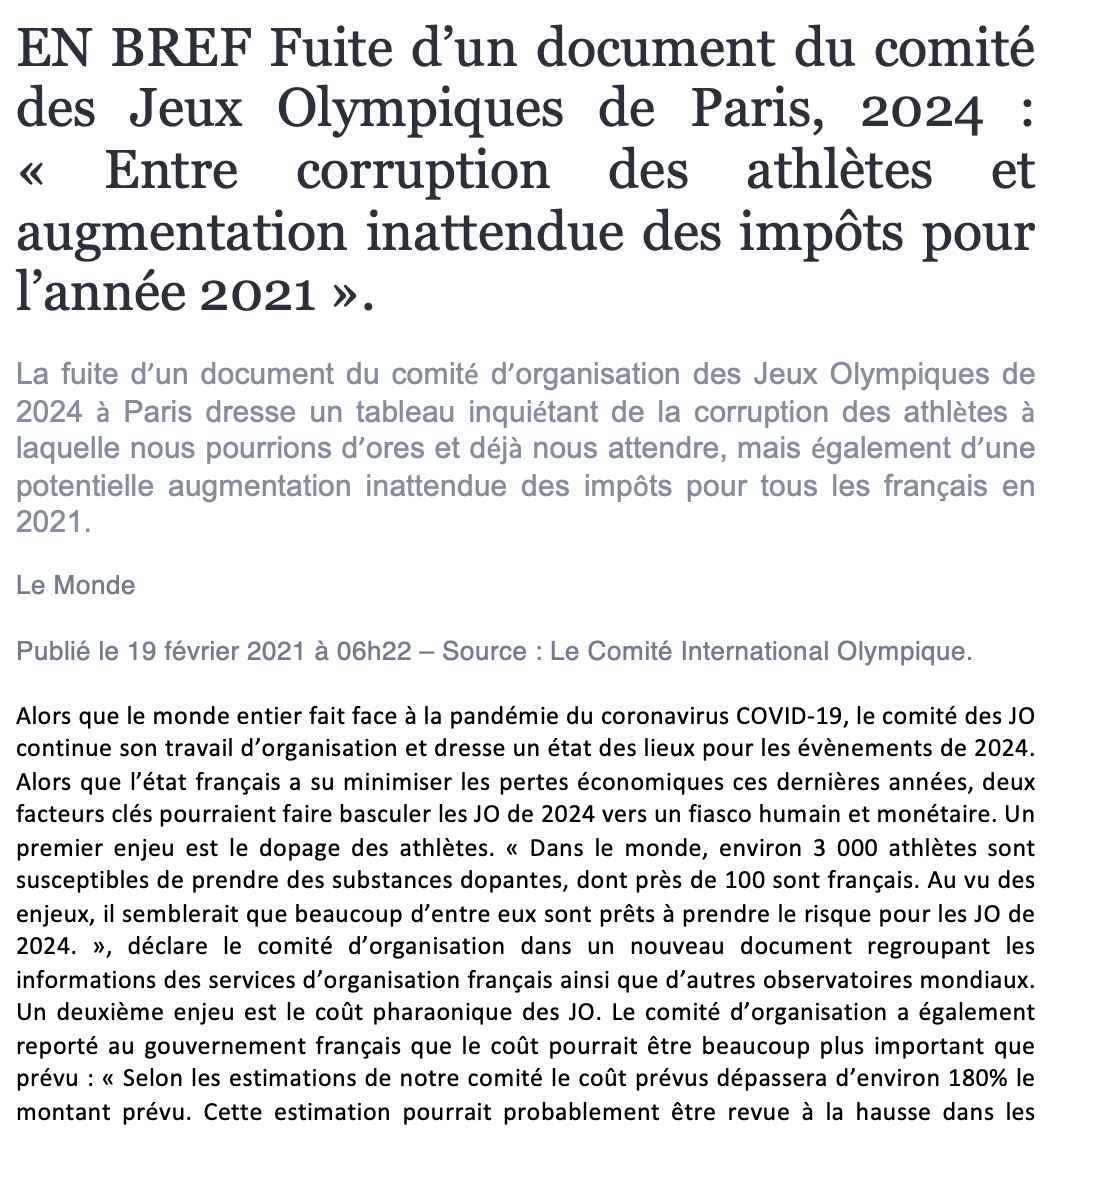 EN BREF Fuite d’un document du comité
des Jeux Olympiques de Paris, 2024 :
« Entre corruption des athlètes et
augmentation inattendue des impôts pour
l’année 2021 ».
La fuite d’un document du comité d’organisation des Jeux Olympiques de
2024 à Paris dresse un tableau inquiétant de la corruption des athlètes à
laquelle nous pourrions d’ores et déjà nous attendre, mais également d’une
potentielle augmentation inattendue des impôts pour tous les français en
2021.
Le Monde
Publié le 19 février 2021 à 06h22 – Source : Le Comité International Olympique.
Alors que le monde entier fait face à la pandémie du coronavirus COVID-19, le comité des JO
continue son travail d’organisation et dresse un état des lieux pour les évènements de 2024.
Alors que l’état français a su minimiser les pertes économiques ces dernières années, deux
facteurs clés pourraient faire basculer les JO de 2024 vers un fiasco humain et monétaire. Un
premier enjeu est le dopage des athlètes. « Dans le monde, environ 3 000 athlètes sont
susceptibles de prendre des substances dopantes, dont près de 100 sont français. Au vu des
enjeux, il semblerait que beaucoup d’entre eux sont prêts à prendre le risque pour les JO de
2024. », déclare le comité d’organisation dans un nouveau document regroupant les
informations des services d’organisation français ainsi que d’autres observatoires mondiaux.
Un deuxième enjeu est le coût pharaonique des JO. Le comité d’organisation a également
reporté au gouvernement français que le coût pourrait être beaucoup plus important que
prévu : « Selon les estimations de notre comité le coût prévus dépassera d’environ 180% le
montant prévu. Cette estimation pourrait probablement être revue à la hausse dans les